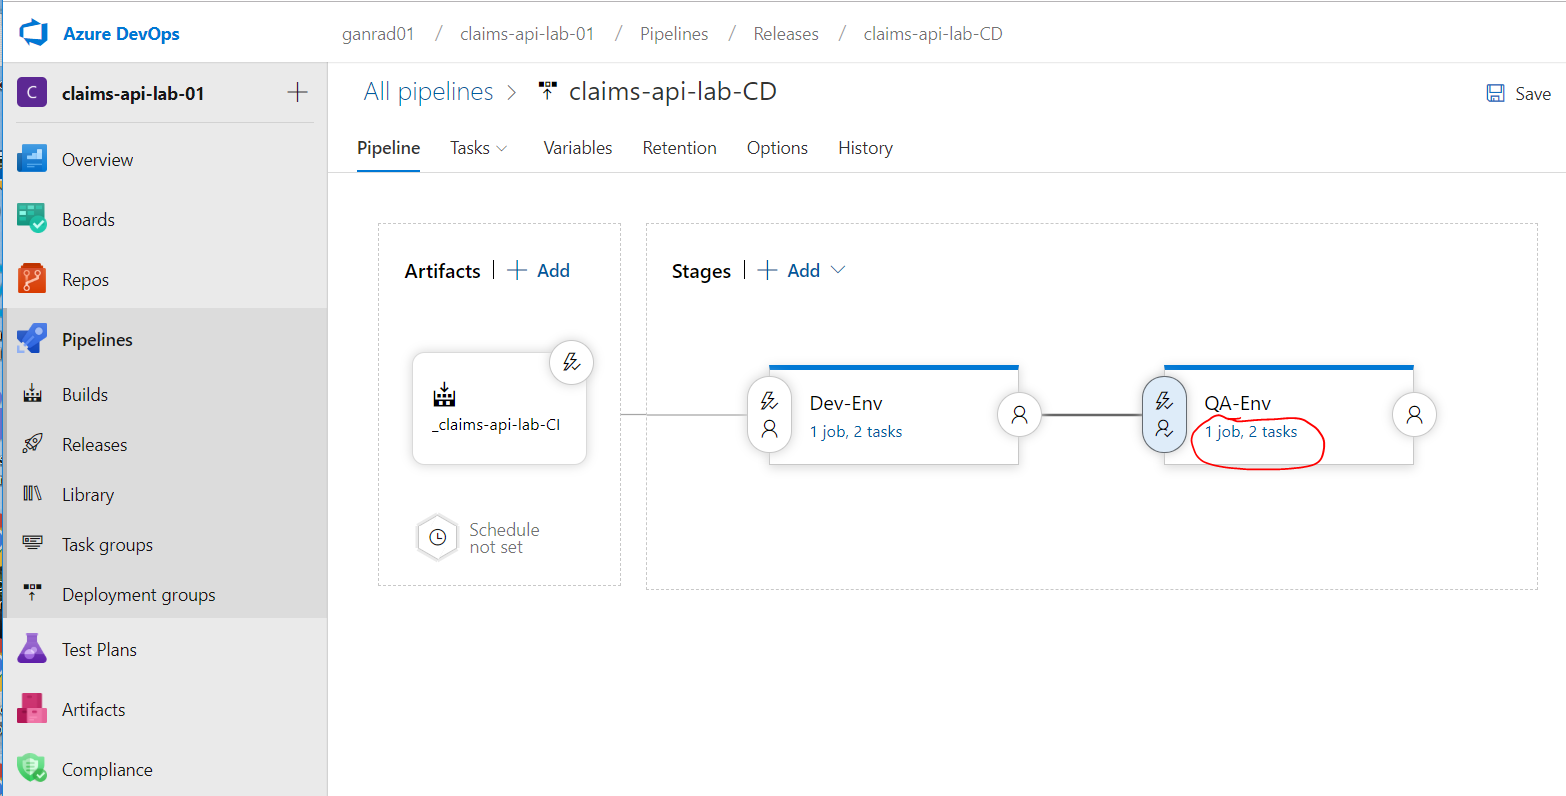 Azure DevOps
ganrad01 / claims-api-lab-01 / Pipelines / Releases / claims-api-lab-CD
C claims-api-lab-01
All pipelines > claims-api-lab-CD
Save
Pipeline Tasks Variables Retention Options History
Overview
Boards
Repos
Pipelines
Builds
Releases
Library
Task groups
Deployment groups
Test Plans
Artifacts
Compliance
Artifacts | + Add
_claims-api-lab-CI
Schedule
not set
Stages | + Add
Dev-Env
1 job, 2 tasks
QA-Env
1 job, 2 tasks